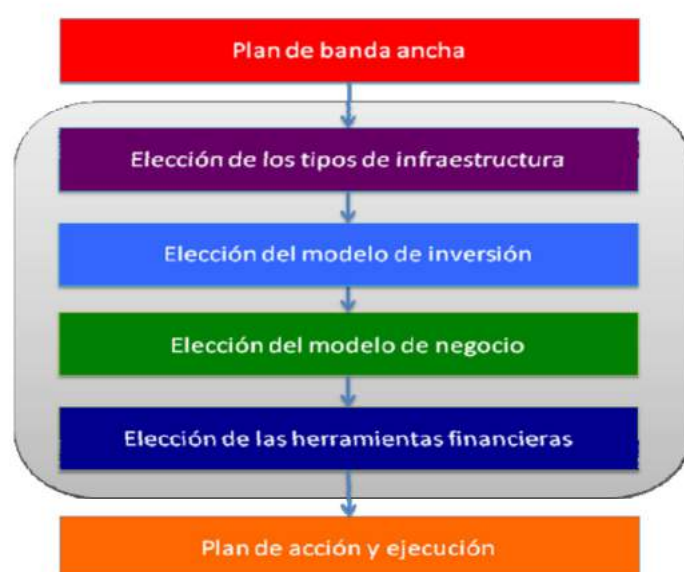 Plan de banda ancha
Elección de los tipos de infraestructura
Elección del modelo de inversión
Elección del modelo de negocio
Elección de las herramientas financieras
Plan de acción y ejecución